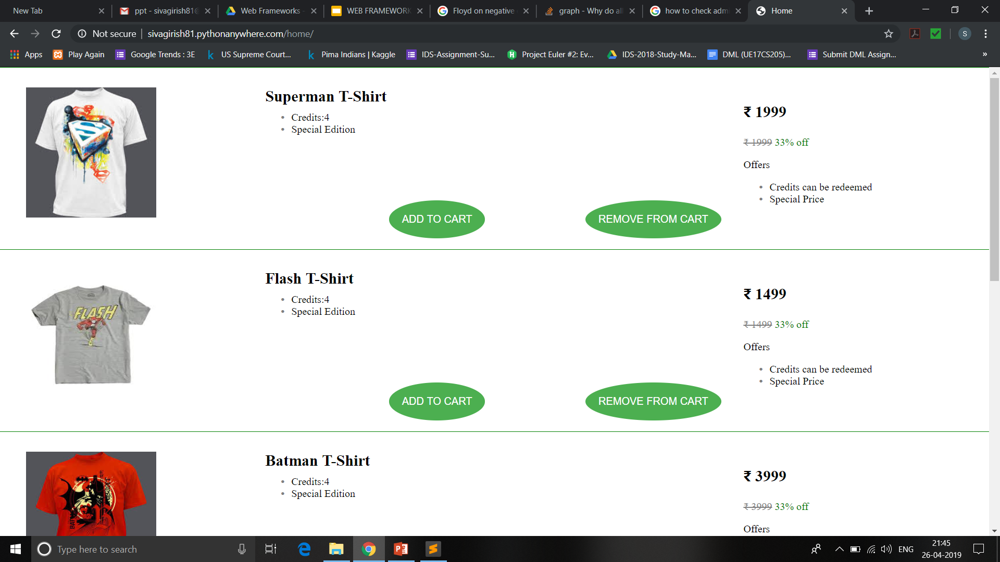 New Tab
ppt - sivagirish81@
Web Frameworks -
WEB FRAMEWORK
Floyd on negative
graph - Why do all
how to check adm
Home
Not secure | sivagirish81.pythonanywhere.com/home/
S
Apps
Play Again
Google Trends : 3E
US Supreme Court...
Pima Indians | Kaggle
IDS-Assignment-Su...
Project Euler #2: Ev...
IDS-2018-Study-Ma...
DML (UE17CS205)...
Submit DML Assign...
»
Superman T-Shirt
• Credits:4
• Special Edition
₹ 1999
₹ 1999 33% off
Offers
• Credits can be redeemed
• Special Price
ADD TO CART
REMOVE FROM CART
FLASH
Flash T-Shirt
• Credits:4
• Special Edition
₹ 1499
₹ 1499 33% off
Offers
• Credits can be redeemed
• Special Price
ADD TO CART
REMOVE FROM CART
Batman T-Shirt
• Credits:4
• Special Edition
₹ 3999
₹ 3999 33% off
Offers
Type here to search
ENG
21:45
26-04-2019